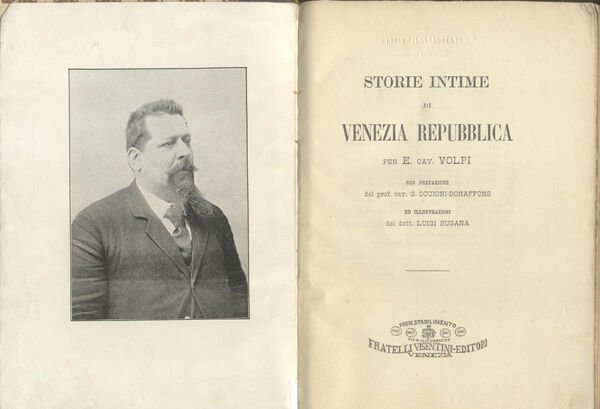 STORIE INTIME
DI
VENEZIA REPUBBLICA
PER E. CAV. VOLPI
CON PREFAZIONE
del prof. cav. G. OCCIONI-BONAFFONS
ED ILLUSTRAZIONI
del dott. LUIGI SUGANA
PREM. STABILIMENTO
TIPO-LITOGRAFICO
FRATELLI VISENTINI-EDITORI
VENEZIA